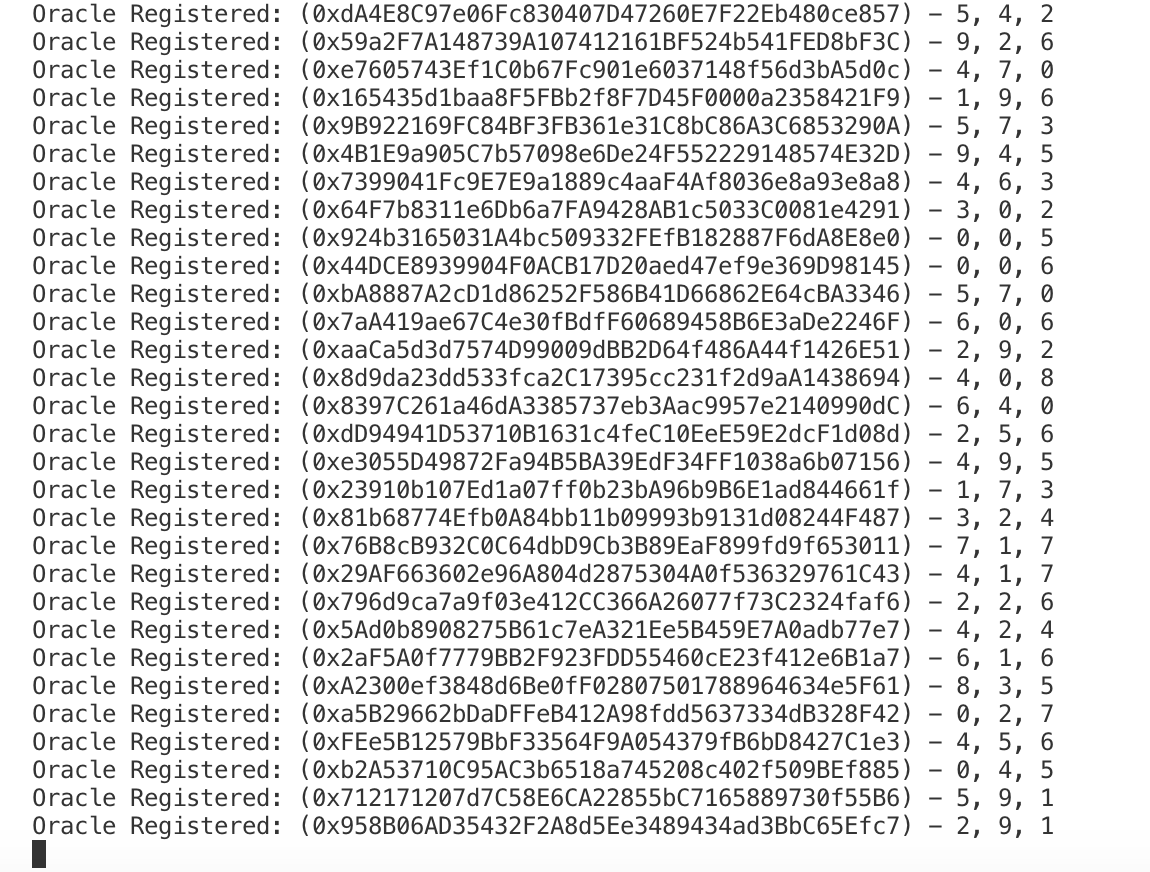 Oracle Registered: (0xdA4E8C97e06Fc830407D47260E7F22Eb480ce857) – 5, 4, 2
Oracle Registered: (0x59a2F7A148739A107412161BF524b541FED8bF3C) – 9, 2, 6
Oracle Registered: (0xe7605743Ef1C0b67Fc901e6037148f56d3bA5d0c) – 4, 7, 0
Oracle Registered: (0x165435d1baa8F5FBb2f8F7D45F0000a2358421F9) – 1, 9, 6
Oracle Registered: (0x9B922169FC84BF3FB361e31C8bC86A3C6853290A) – 5, 7, 3
Oracle Registered: (0x4B1E9a905C7b57098e6De24F552229148574E32D) – 9, 4, 5
Oracle Registered: (0x7399041Fc9E7E9a1889c4aaF4Af8036e8a93e8a8) – 4, 6, 3
Oracle Registered: (0x64F7b8311e6Db6a7FA9428AB1c5033C0081e4291) – 3, 0, 2
Oracle Registered: (0x924b3165031A4bc509332FEfB182887F6dA8E8e0) – 0, 0, 5
Oracle Registered: (0x44DCE8939904F0ACB17D20aed47ef9e369D98145) – 0, 0, 6
Oracle Registered: (0xbA8887A2cD1d86252F586B41D66862E64cBA3346) – 5, 7, 0
Oracle Registered: (0x7aA419ae67C4e30fBdfF60689458B6E3aDe2246F) – 6, 0, 6
Oracle Registered: (0xaaCa5d3d7574D99009dBB2D64f486A44f1426E51) – 2, 9, 2
Oracle Registered: (0x8d9da23dd533fca2C17395cc231f2d9aA1438694) – 4, 0, 8
Oracle Registered: (0x8397C261a46dA3385737eb3Aac9957e2140990dC) – 6, 4, 0
Oracle Registered: (0xdD94941D53710B1631c4feC10EeE59E2dcF1d08d) – 2, 5, 6
Oracle Registered: (0xe3055D49872Fa94B5BA39EdF34FF1038a6b07156) – 4, 9, 5
Oracle Registered: (0x23910b107Ed1a07ff0b23bA96b9B6E1ad844661f) – 1, 7, 3
Oracle Registered: (0x81b68774Efb0A84bb11b09993b9131d08244F487) – 3, 2, 4
Oracle Registered: (0x76B8cB932C0C64dbD9Cb3B89EaF899fd9f653011) – 7, 1, 7
Oracle Registered: (0x29AF663602e96A804d2875304A0f536329761C43) – 4, 1, 7
Oracle Registered: (0x796d9ca7a9f03e412CC366A26077f73C2324faf6) – 2, 2, 6
Oracle Registered: (0x5Ad0b8908275B61c7eA321Ee5B459E7A0adb77e7) – 4, 2, 4
Oracle Registered: (0x2aF5A0f7779BB2F923FDD55460cE23f412e6B1a7) – 6, 1, 6
Oracle Registered: (0xA2300ef3848d6Be0fF02807501788964634e5F61) – 8, 3, 5
Oracle Registered: (0xa5B29662bDaDFFeB412A98fdd5637334dB328F42) – 0, 2, 7
Oracle Registered: (0xFEe5B12579BbF33564F9A054379fB6bD8427C1e3) – 4, 5, 6
Oracle Registered: (0xb2A53710C95AC3b6518a745208c402f509BEf885) – 0, 4, 5
Oracle Registered: (0x712171207d7C58E6CA22855bC7165889730f55B6) – 5, 9, 1
Oracle Registered: (0x958B06AD35432F2A8d5Ee3489434ad3BbC65Efc7) – 2, 9, 1